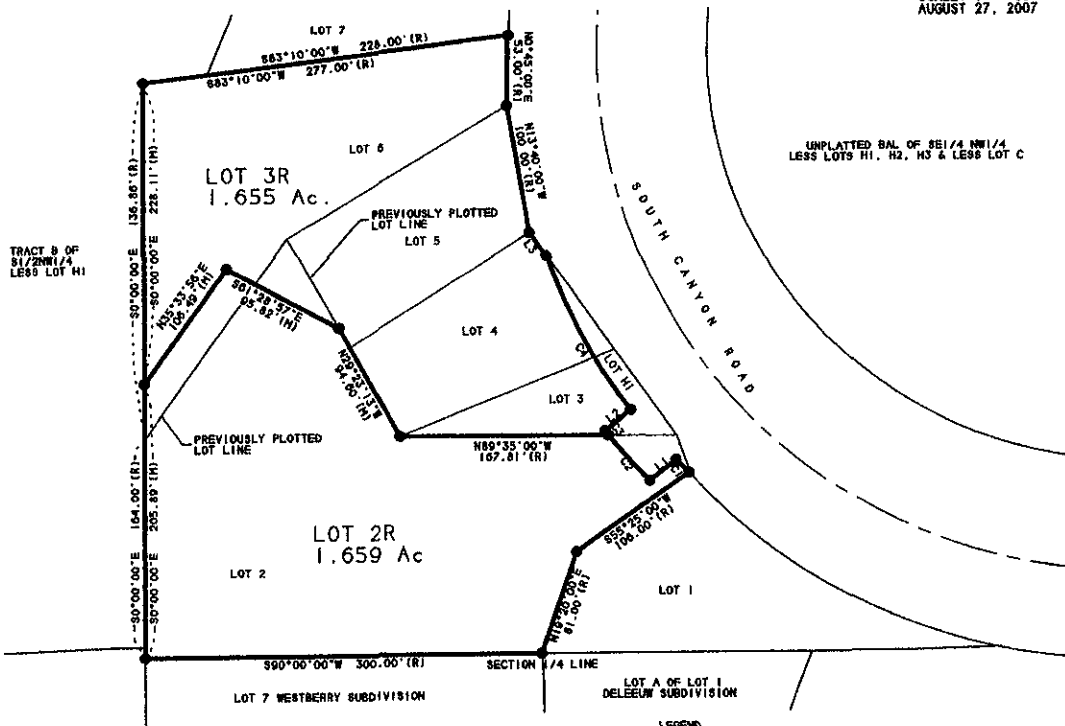 AUGUST 27, 2007
LOT 7
S83°10'00"W 228.00'(R)
S83°10'00"W 277.00'(R)
N0°45'00"E
53.00'(R)
N13°40'00"W
100.00'(R)
UNPLATTED BAL OF SE1/4 NW1/4
LESS LOTS H1, H2, H3 & LESS LOT C
LOT 6
LOT 3R
1.655 Ac.
PREVIOUSLY PLOTTED
LOT LINE
LOT 5
SOUTH CANYON ROAD
TRACT B OF
S1/2NW1/4
LESS LOT H1
S0°00'00"E 136.86'(R)
S0°00'00"E 228.11'(M)
N35°33'56"E
106.49'(M)
S61°28'57"E
95.82'(M)
L3
LOT 4
C4
LOT H1
N29°23'13"W
94.00'(M)
LOT 3
L2
C3
PREVIOUSLY PLOTTED
LOT LINE
N89°35'00"W
167.81'(R)
C2
L1
C1
S0°00'00"E 164.00'(R)
S0°00'00"E 205.89'(M)
LOT 2R
1.659 Ac
S55°25'00"W
106.00'(R)
LOT 2
LOT 1
N19°20'00"E
81.00'(R)
S90°00'00"W 300.00'(R)
SECTION 1/4 LINE
LOT 7 WESTBERRY SUBDIVISION
LOT A OF LOT 1
DELEEUW SUBDIVISION
LEGEND